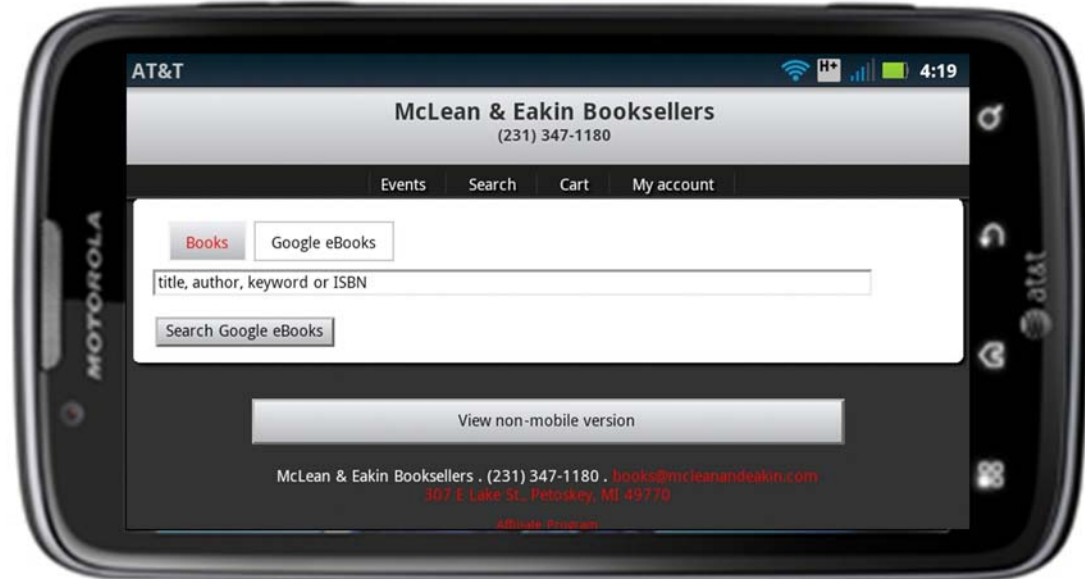 AT&T H+ 4:19
McLean & Eakin Booksellers
(231) 347-1180
Events Search Cart My account
Books Google eBooks
title, author, keyword or ISBN
Search Google eBooks
View non-mobile version
McLean & Eakin Booksellers . (231) 347-1180 . books@mcleanandeakin.com
307 E Lake St., Petoskey, MI 49770
Affiliate Program
MOTOROLA
at&t